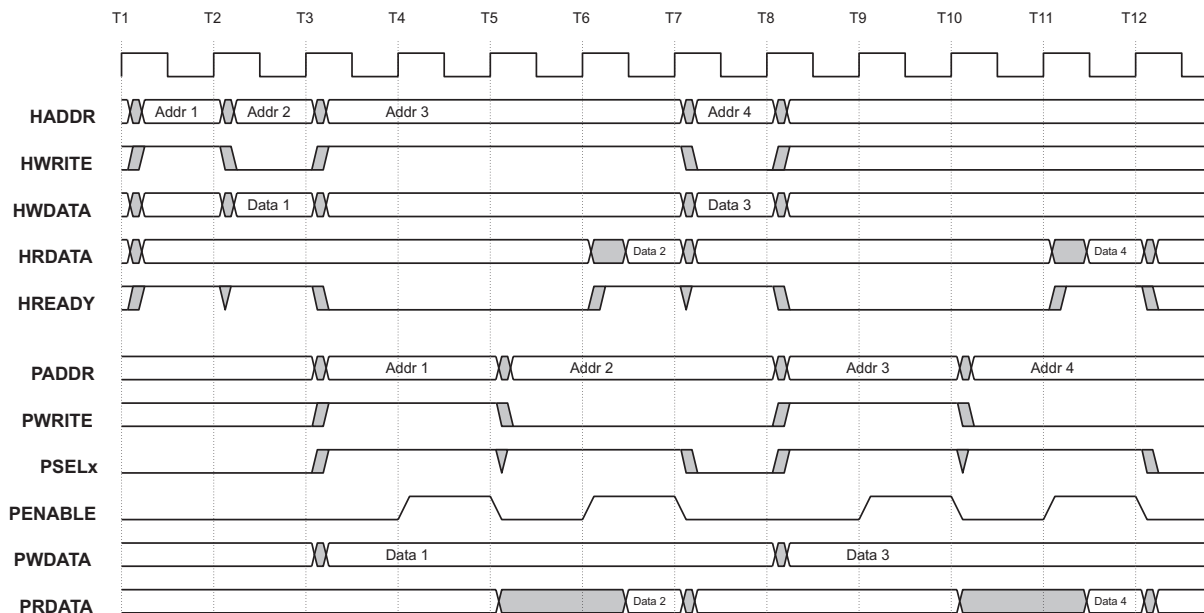 T1 T2 T3 T4 T5 T6 T7 T8 T9 T10 T11 T12
HADDR Addr 1 Addr 2 Addr 3 Addr 4
HWRITE
HWDATA Data 1 Data 3
HRDATA Data 2 Data 4
HREADY
PADDR Addr 1 Addr 2 Addr 3 Addr 4
PWRITE
PSELx
PENABLE
PWDATA Data 1 Data 3
PRDATA Data 2 Data 4